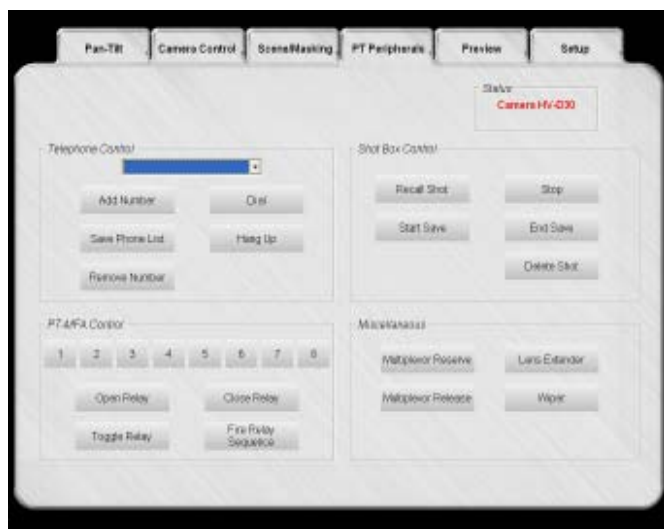 Pan-Tilt Camera Control Scene/Masking PT Peripherals Preview Setup
Status
Camera HV-D30
Telephone Control
Add Number Dial
Save Phone List Hang Up
Remove Number
Shot Box Control
Recall Shot Stop
Start Save End Save
Delete Shot
PT-MFA Control
1 2 3 4 5 6 7 8
Open Relay Close Relay
Toggle Relay Fire Relay
Sequence
Miscellaneous
Multiplexor Reserve Lens Extender
Multiplexor Release Wiper